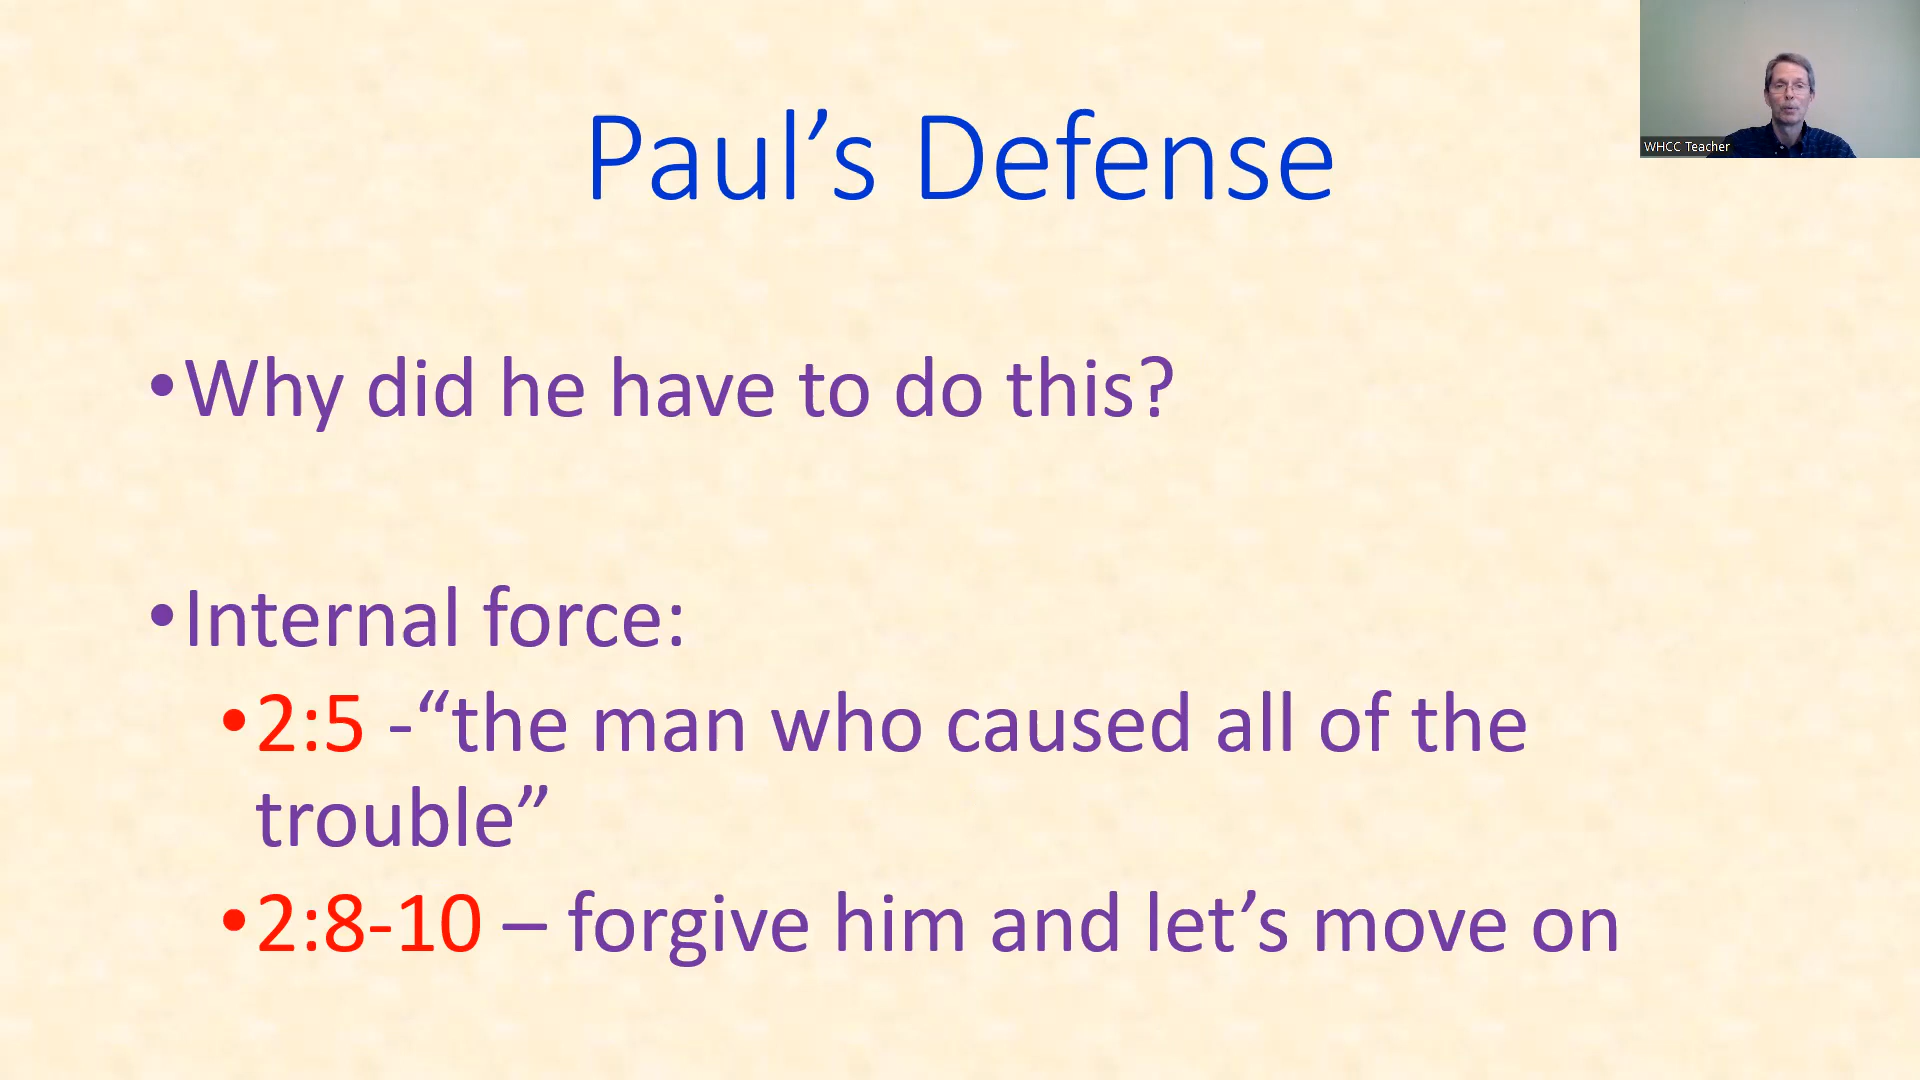 WHCC Teacher
Paul’s Defense
•Why did he have to do this?
•Internal force:
•2:5 -“the man who caused all of the
trouble”
•2:8-10 – forgive him and let’s move on